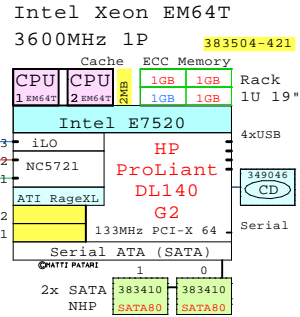 Intel Xeon EM64T
3600MHz 1P
383504-421
Cache ECC Memory
CPU CPU 2MB 1GB 1GB Rack
1 EM64T 2 EM64T 1GB 1GB 1U 19"
Intel E7520
4xUSB
3 iLO HP
2 NC5721 ProLiant
1 DL140
349046
CD
ATI RageXL G2
2
1 133MHz PCI-X 64 Serial
Serial ATA (SATA)
©MATTI PATARI 1 0
2x SATA 383410 383410
NHP SATA80 SATA80